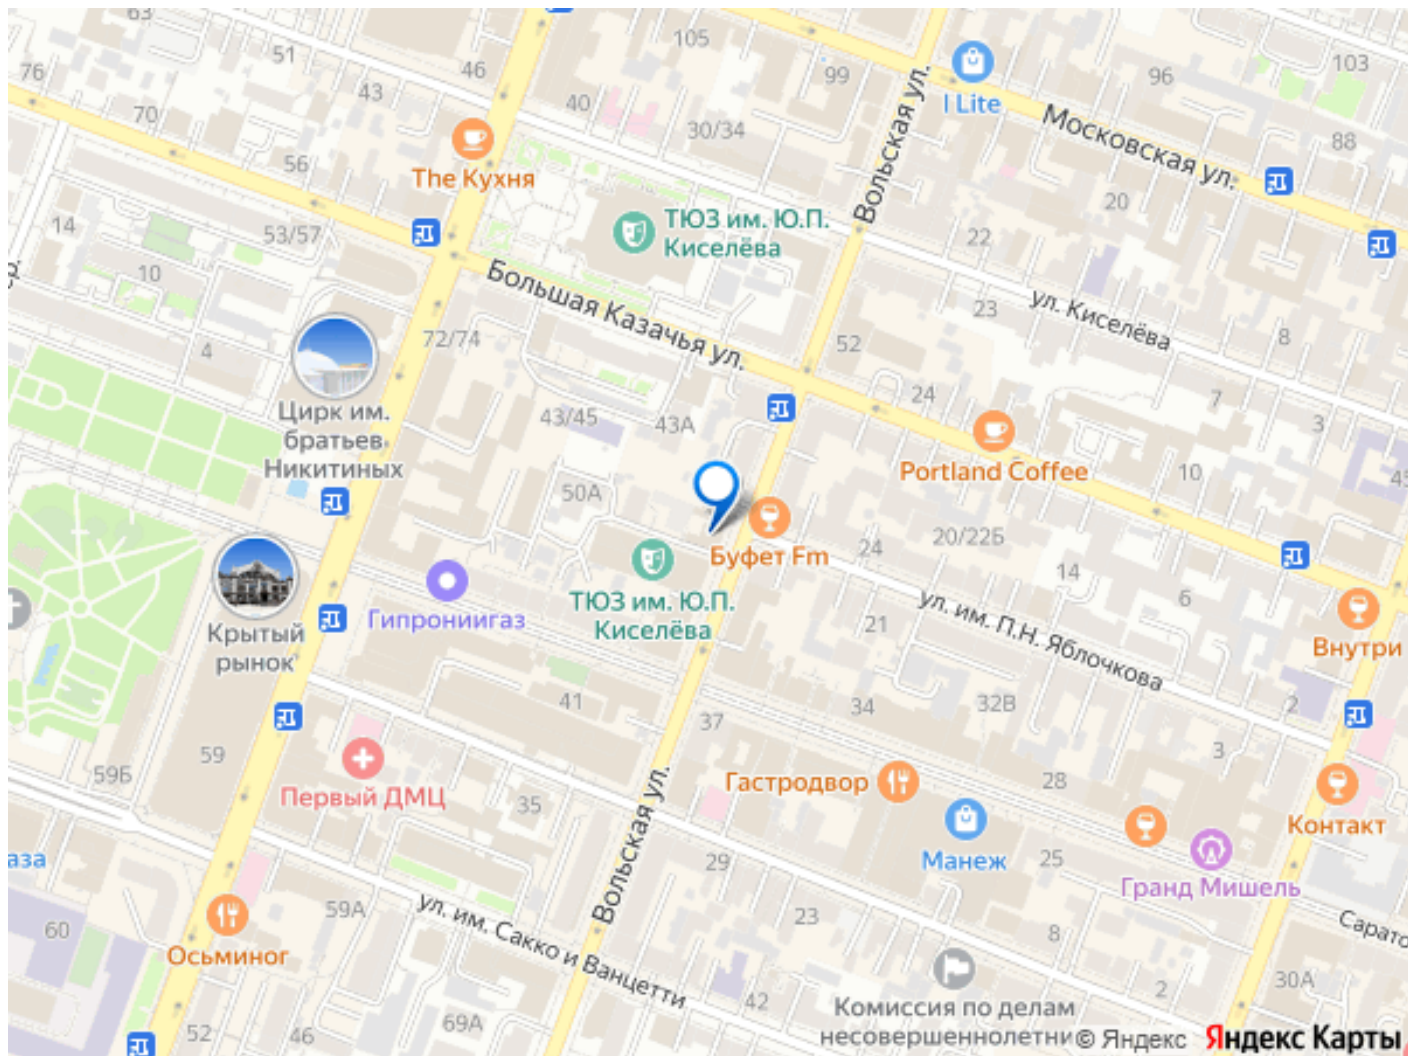 63
105
51
46
76
43
99
I Lite
96
103
70
40
30/34
Вольская ул.
Московская ул.
88
56
The Кухня
20
14
53/57
ТЮЗ им. Ю.П.
Киселёва
22
10
Большая Казачья ул.
23
ул. Киселёва
8
4
72/74
52
Цирк им.
братьев
Никитиных
43/45
43А
24
7
3
Portland Coffee
10
45
50А
Буфет Fm
24
20/22Б
14
6
Гипрониигаз
ТЮЗ им. Ю.П.
Киселёва
21
ул. им. П.Н. Яблочкова
Внутри
Крытый
рынок
41
37
34
32В
2
3
59
59Б
Первый ДМЦ
35
Вольская ул.
Гастродвор
28
Контакт
аза
29
Манеж
25
Гранд Мишель
60
59А
ул. им. Сакко и Ванцетти
23
8
Сарато
Осьминог
42
2
30А
52
46
69А
Комиссия по делам
несовершеннолетни
© Яндекс
Яндекс Карты